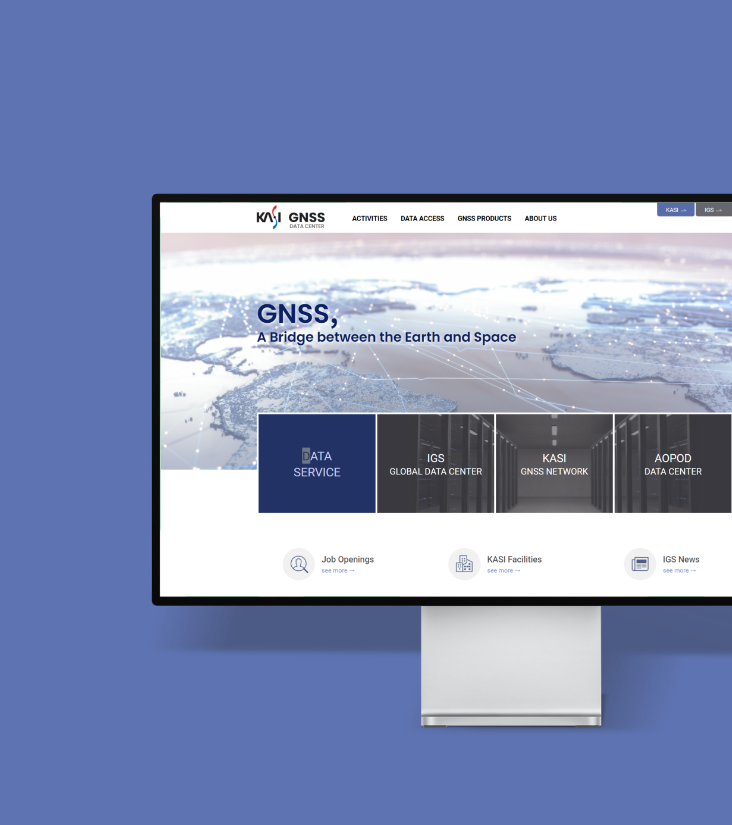 KASI GNSS
DATA CENTER
ACTIVITIES DATA ACCESS GNSS PRODUCTS ABOUT US
KASI → IGS →
GNSS,
A Bridge between the Earth and Space
DATA
SERVICE
IGS
GLOBAL DATA CENTER
KASI
GNSS NETWORK
AOPOD
DATA CENTER
Job Openings
see more →
KASI Facilities
see more →
IGS News
see more →